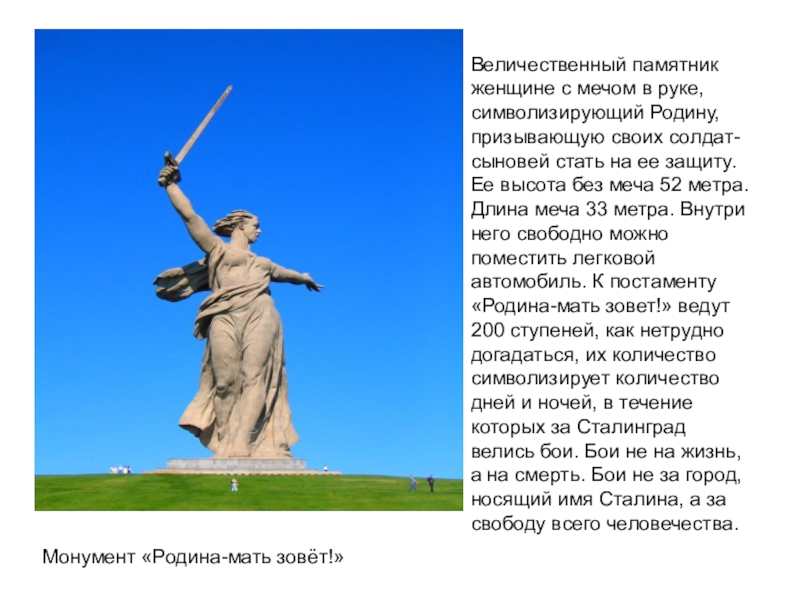 Величественный памятник
женщине с мечом в руке,
символизирующий Родину,
призывающую своих солдат-
сыновей стать на ее защиту.
Ее высота без меча 52 метра.
Длина меча 33 метра. Внутри
него свободно можно
поместить легковой
автомобиль. К постаменту
«Родина-мать зовет!» ведут
200 ступеней, как нетрудно
догадаться, их количество
символизирует количество
дней и ночей, в течение
которых за Сталинград
велись бои. Бои не на жизнь,
а на смерть. Бои не за город,
носящий имя Сталина, а за
свободу всего человечества.
Монумент «Родина-мать зовёт!»